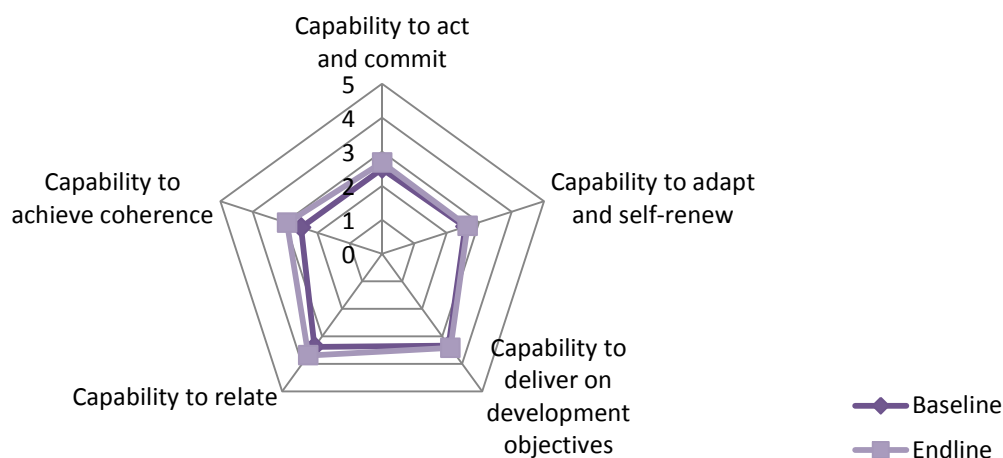 Capability to act
and commit
5
4
3
2
1
0
Capability to adapt
and self-renew
Capability to
deliver on
development
objectives
Capability to relate
Capability to
achieve coherence
Baseline
Endline